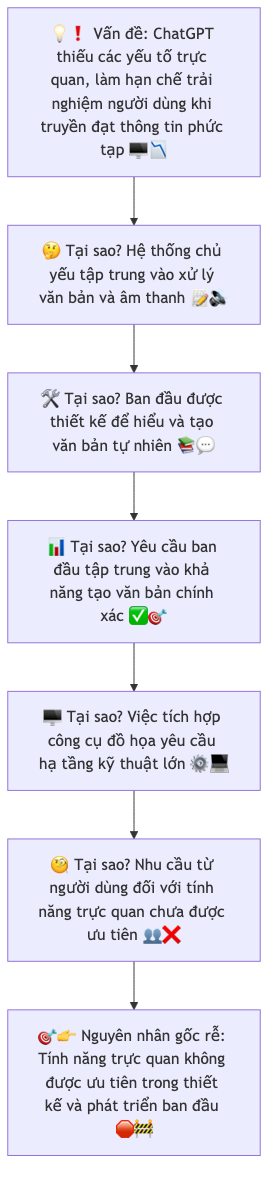 💡❗ Vấn đề: ChatGPT
thiếu các yếu tố trực
quan, làm hạn chế trải
nghiệm người dùng khi
truyền đạt thông tin phức
tạp 🖥️📉
🤔 Tại sao? Hệ thống chủ
yếu tập trung vào xử lý
văn bản và âm thanh 📝🔊
🛠️ Tại sao? Ban đầu được
thiết kế để hiểu và tạo
văn bản tự nhiên 📚💬
📊 Tại sao? Yêu cầu ban
đầu tập trung vào khả
năng tạo văn bản chính
xác ✅🎯
🖥️ Tại sao? Việc tích hợp
công cụ đồ họa yêu cầu
hạ tầng kỹ thuật lớn ⚙️💻
🧐 Tại sao? Nhu cầu từ
người dùng đối với tính
năng trực quan chưa được
ưu tiên 👥❌
🎯👉 Nguyên nhân gốc rễ:
Tính năng trực quan không
được ưu tiên trong thiết
kế và phát triển ban đầu
🛑🚧